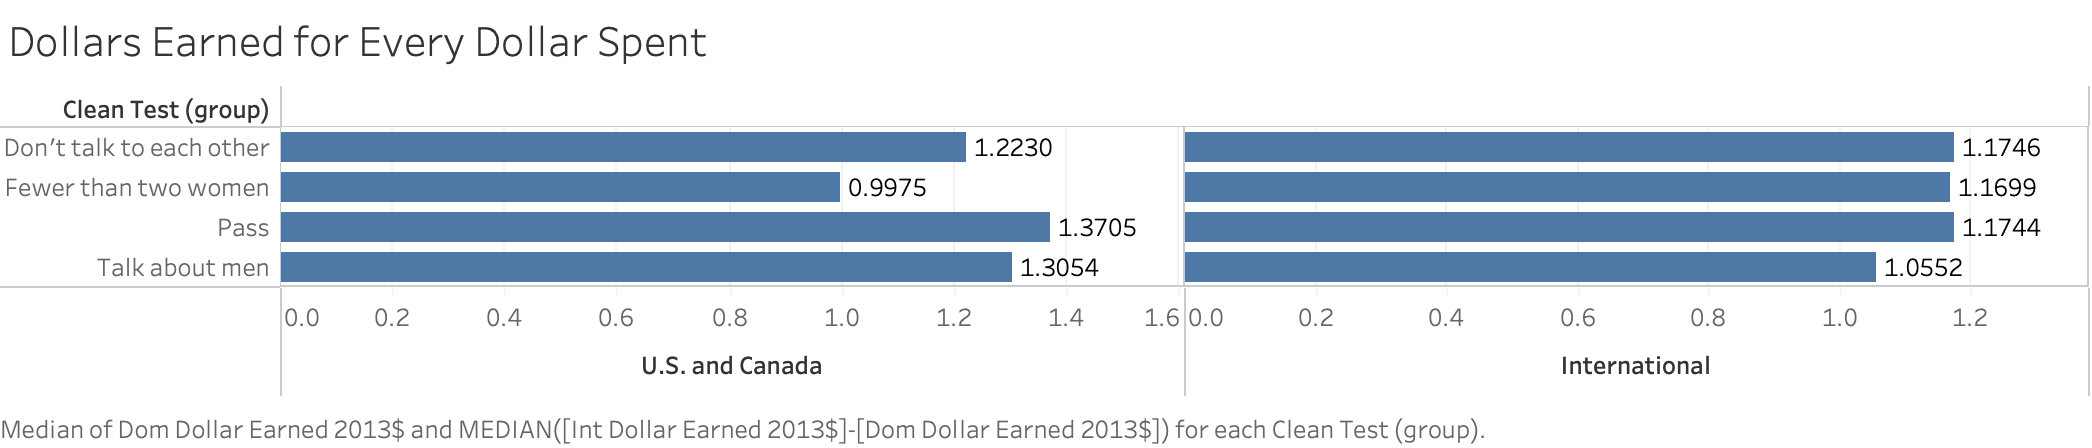 Dollars Earned for Every Dollar Spent
Clean Test (group)
Don't talk to each other 1.2230 1.1746
Fewer than two women 0.9975 1.1699
Pass 1.3705 1.1744
Talk about men 1.3054 1.0552
0.0 0.2 0.4 0.6 0.8 1.0 1.2 1.4 1.6 0.0 0.2 0.4 0.6 0.8 1.0 1.2
U.S. and Canada International
Median of Dom Dollar Earned 2013$ and MEDIAN([Int Dollar Earned 2013$]-[Dom Dollar Earned 2013$]) for each Clean Test (group).